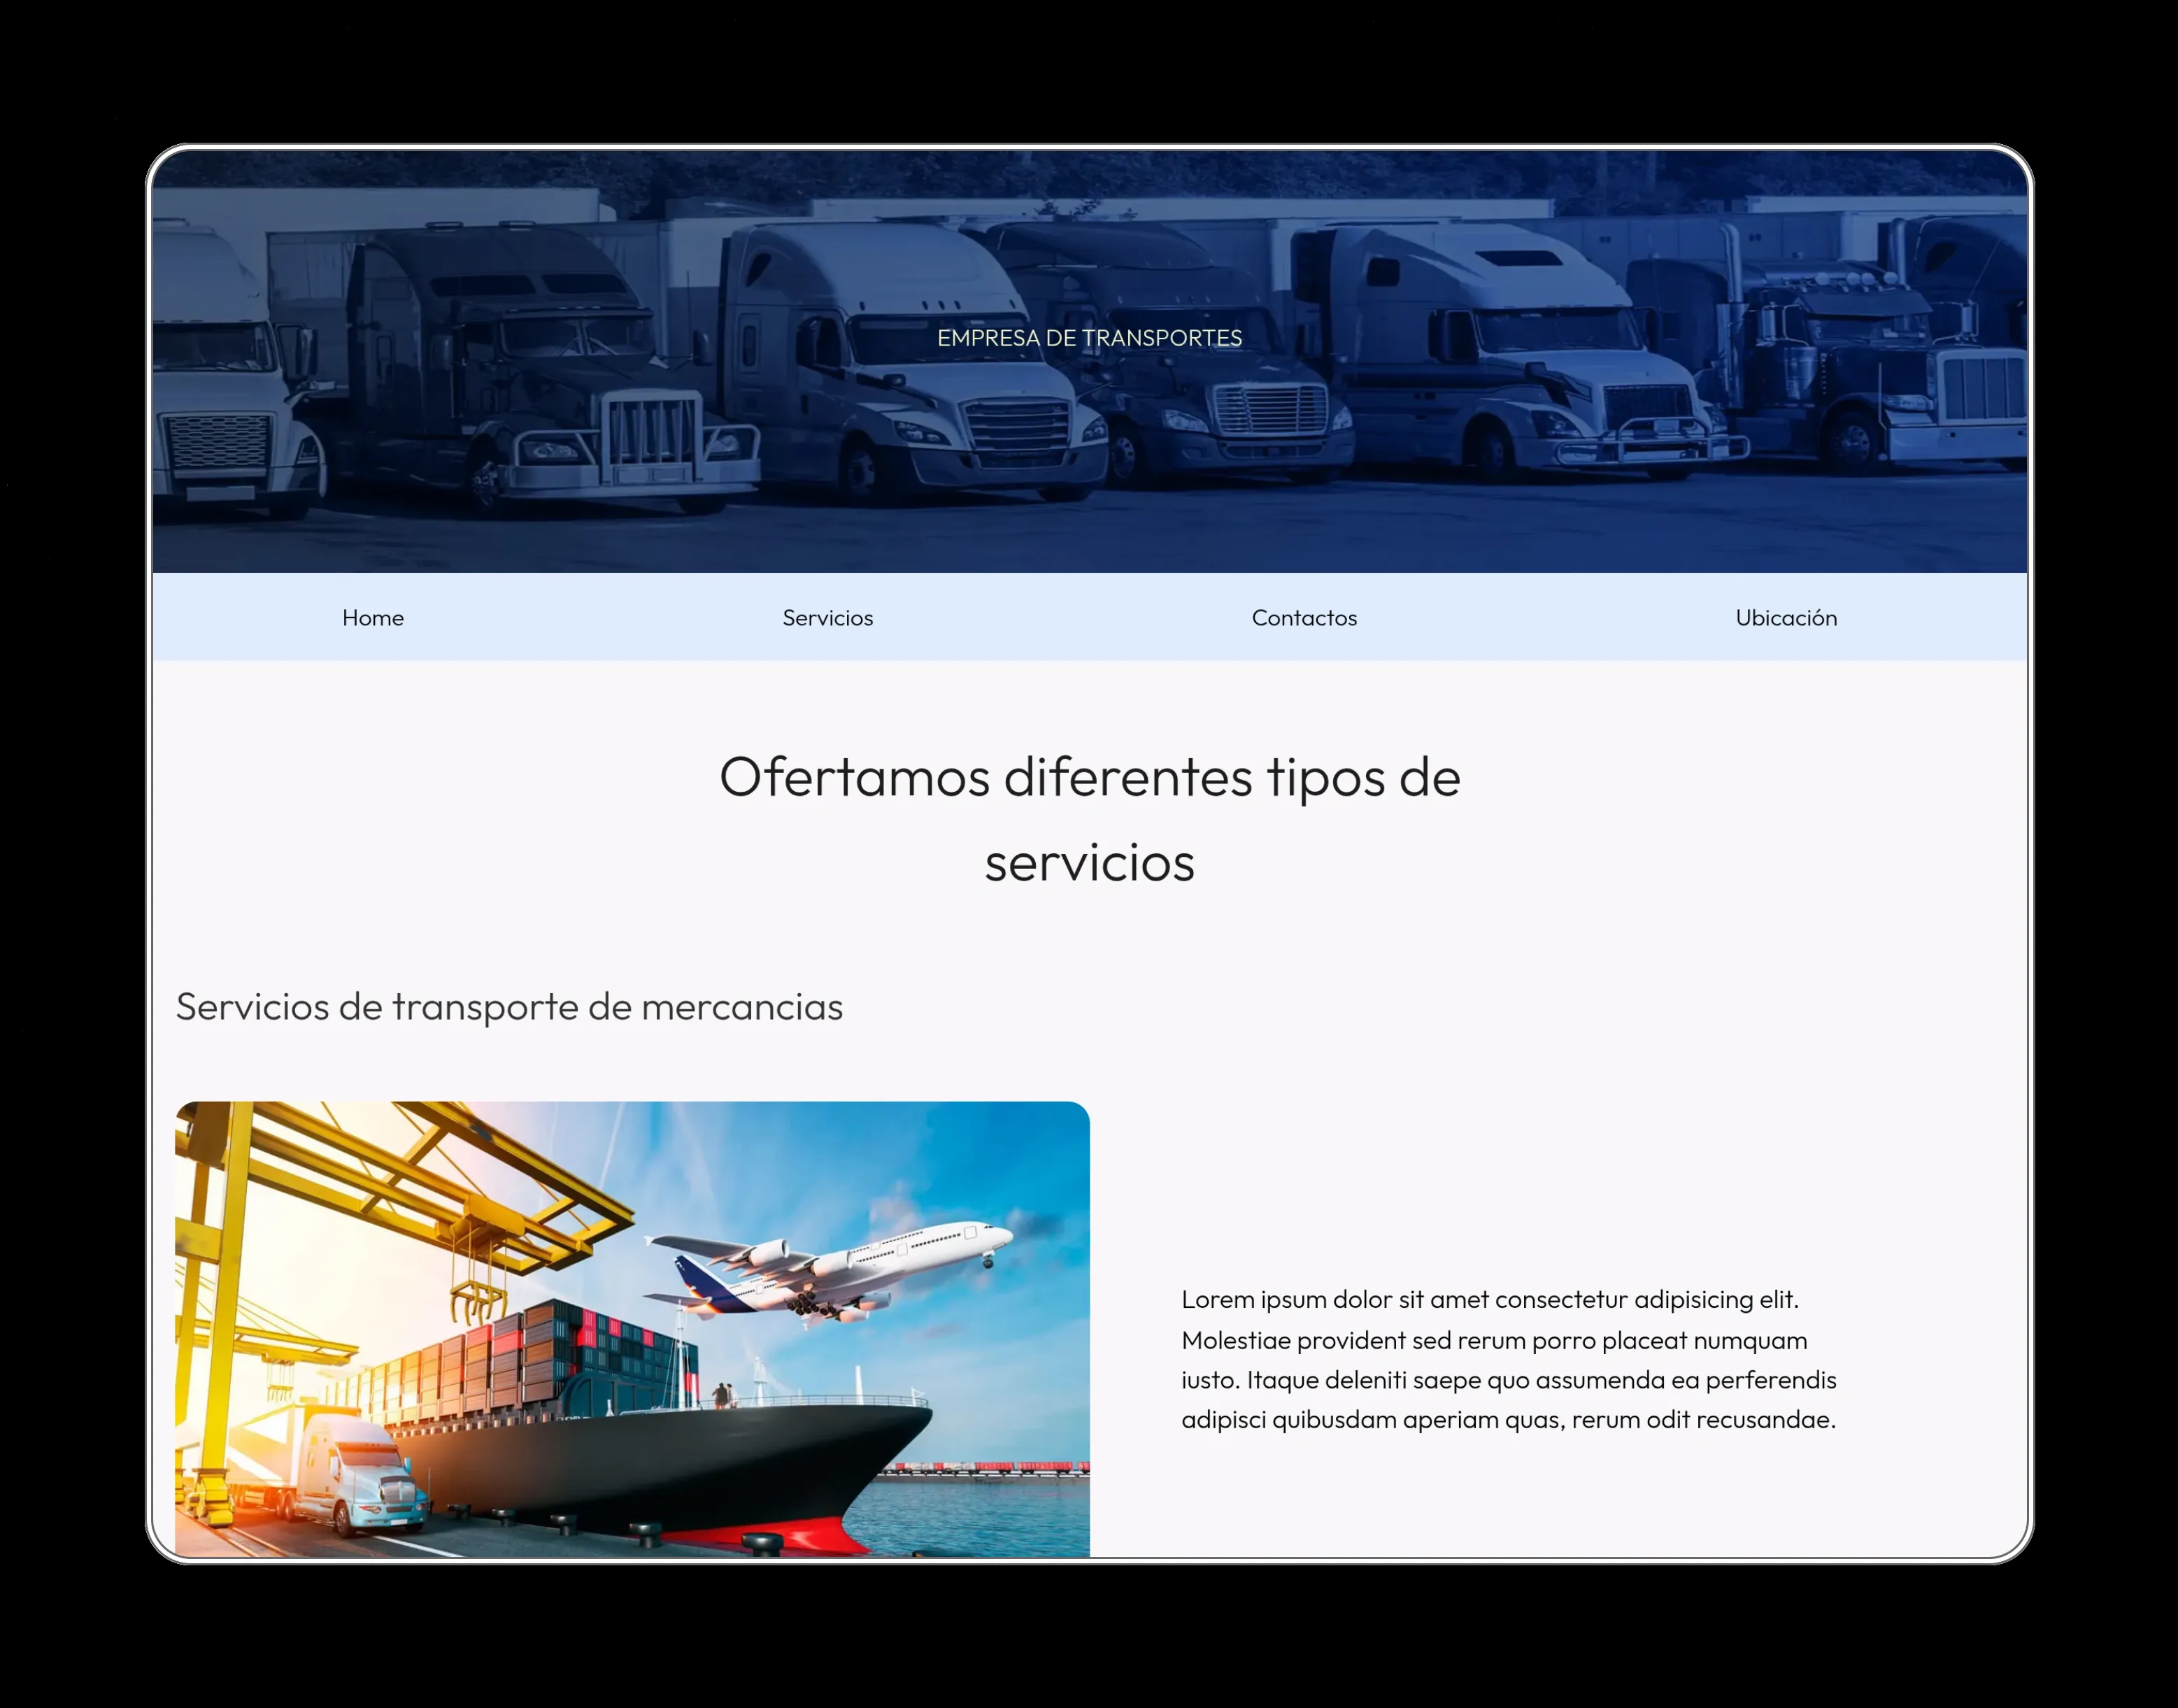 EMPRESA DE TRANSPORTES
Home
Servicios
Contactos
Ubicación
Ofertamos diferentes tipos de
servicios
Servicios de transporte de mercancias
Lorem ipsum dolor sit amet consectetur adipisicing elit.
Molestiae provident sed rerum porro placeat numquam
iusto. Itaque deleniti saepe quo assumenda ea perferendis
adipisci quibusdam aperiam quas, rerum odit recusandae.